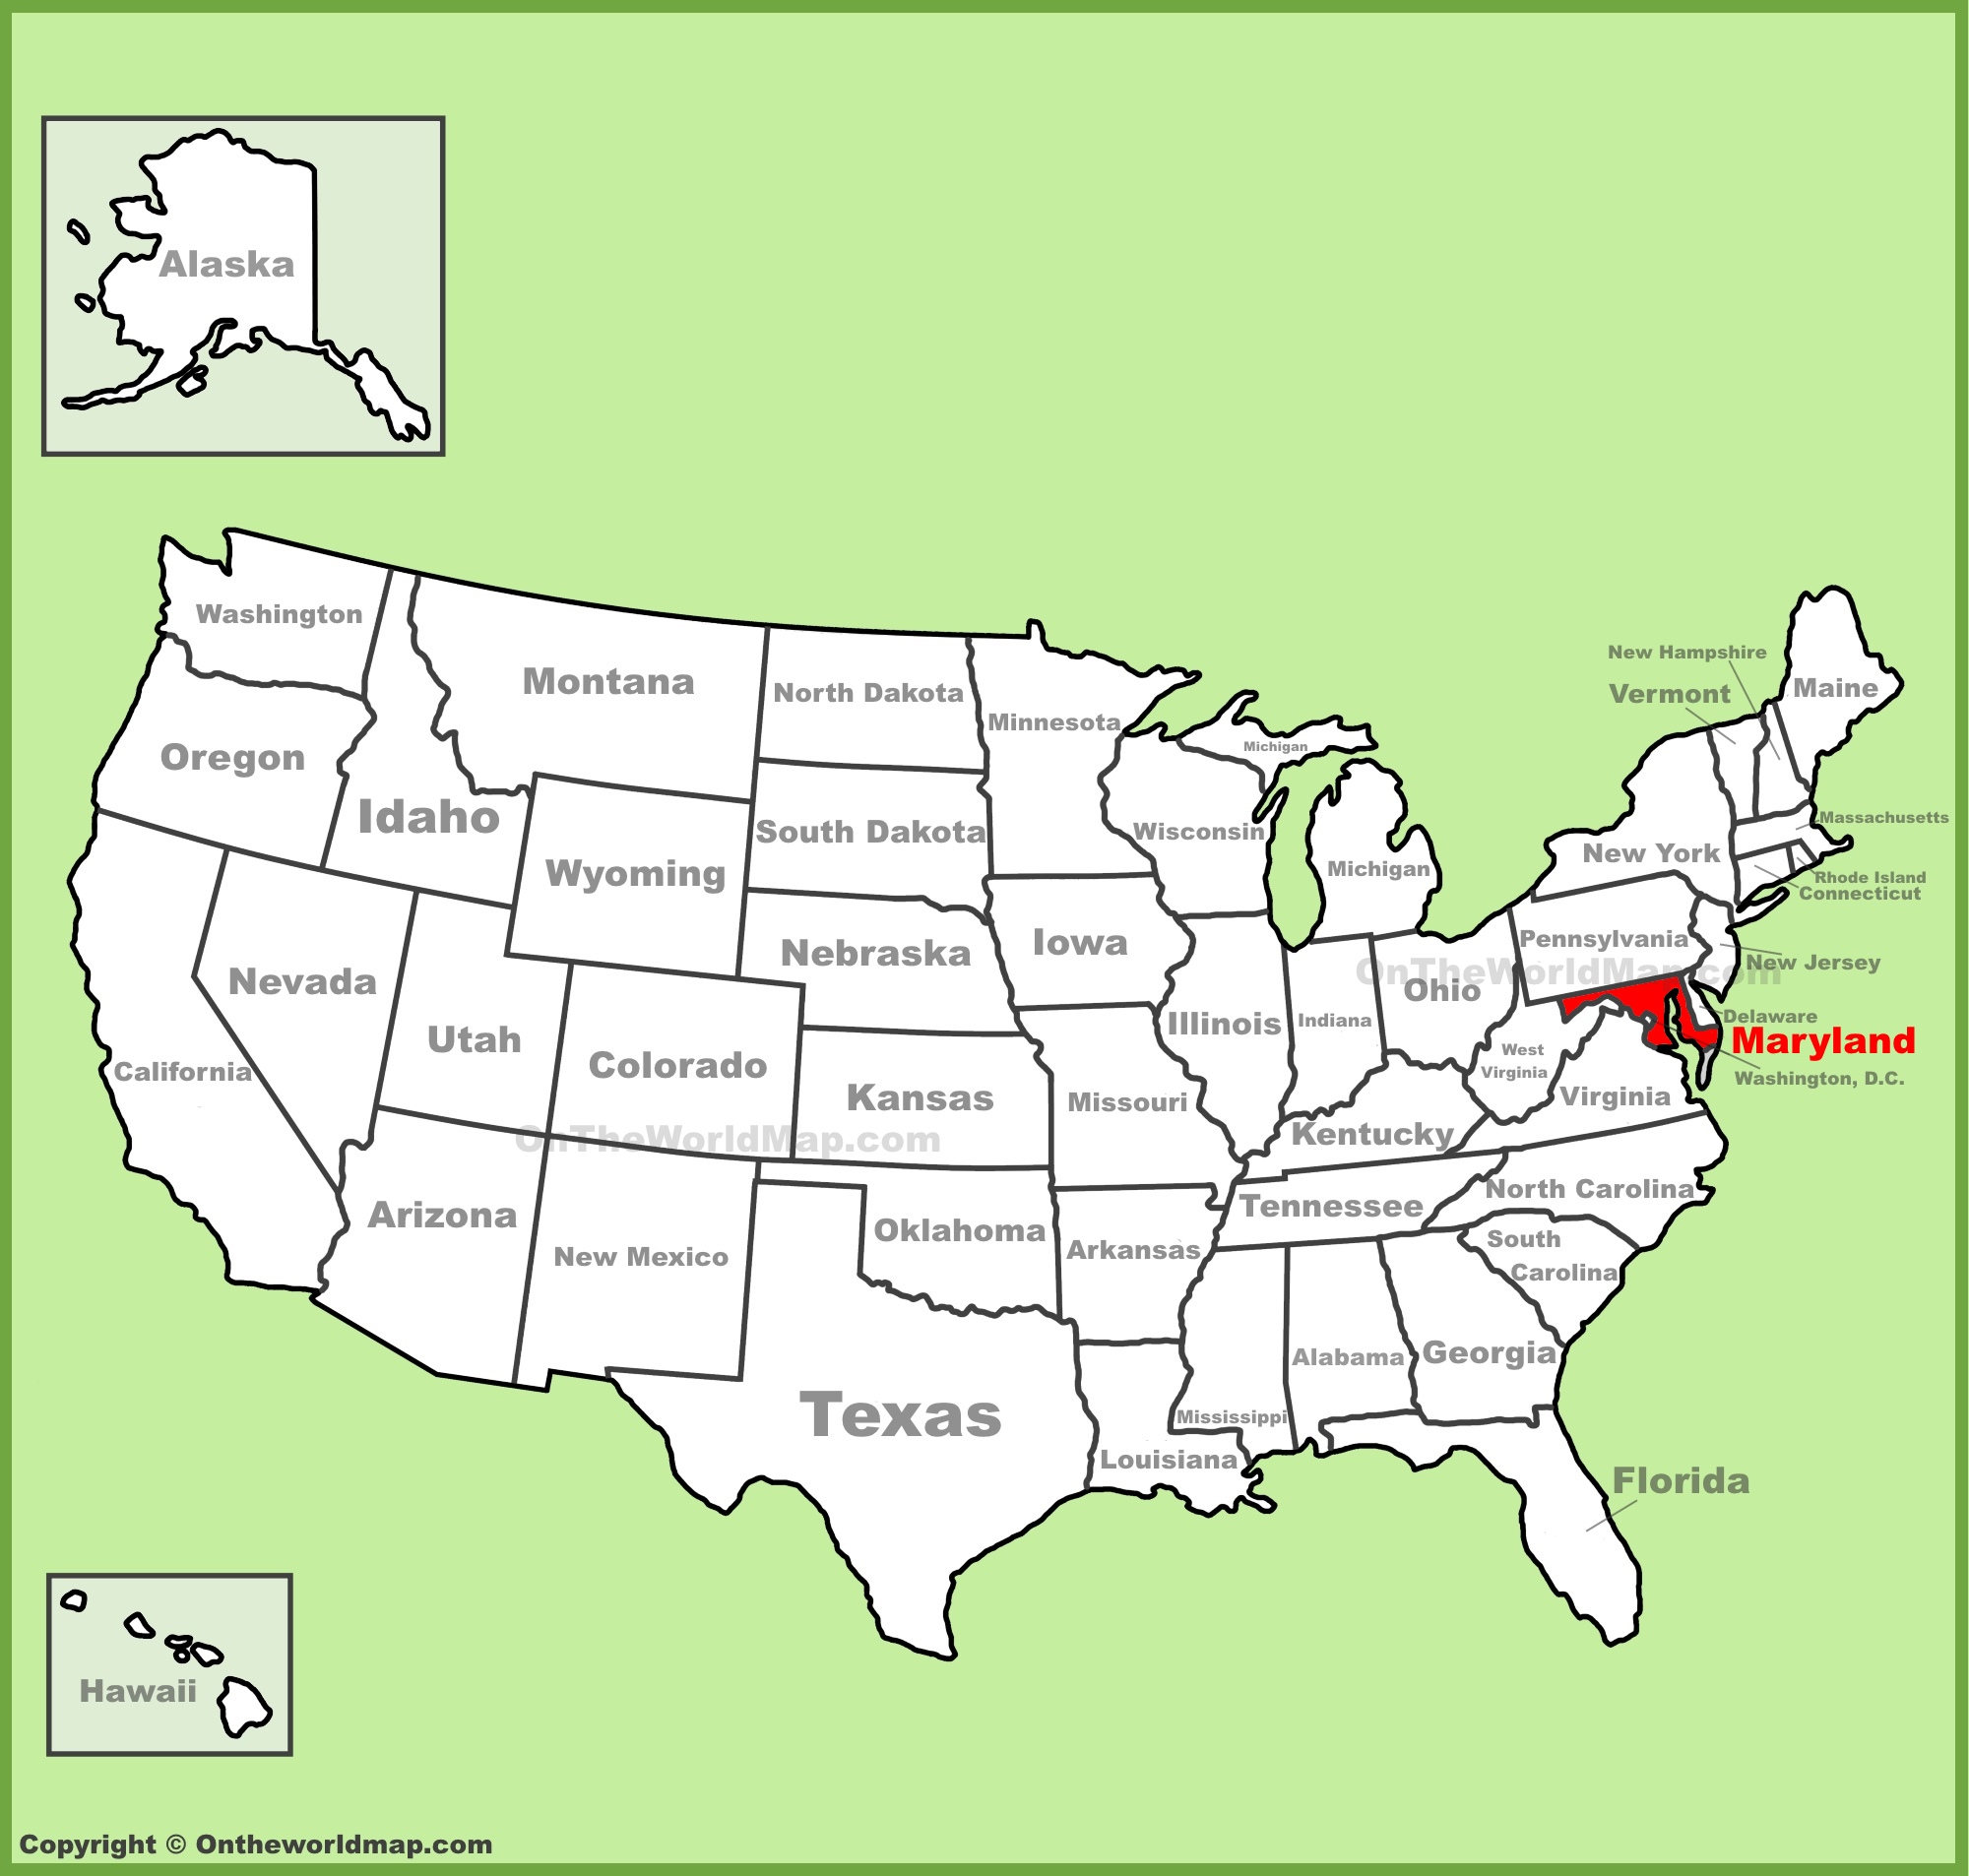 Alaska
Washington
Montana
North Dakota
Minnesota
Michigan
New Hampshire
Vermont
Maine
Oregon
Idaho
Wyoming
South Dakota
Wisconsin
Michigan
New York
Massachusetts
Rhode Island
Connecticut
Nevada
Nebraska
Iowa
Pennsylvania
New Jersey
OnTheWorldMap.com
Ohio
Illinois
Indiana
Delaware
Maryland
Washington, D.C.
California
Utah
Colorado
Kansas
Missouri
West
Virginia
Virginia
Kentucky
OnTheWorldMap.com
Arizona
New Mexico
Oklahoma
Arkansas
Tennessee
North Carolina
South
Carolina
Texas
Louisiana
Mississippi
Alabama
Georgia
Florida
Hawaii
Copyright © Ontheworldmap.com